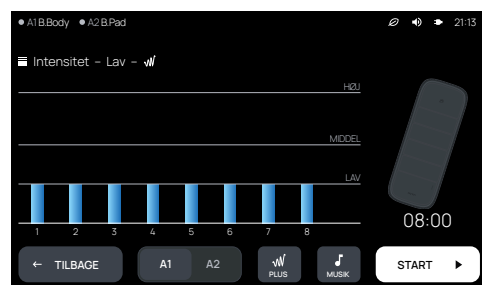 A1 B.Body A2 B.Pad 21:13
Intensitet – Lav –
HØJ
MIDDEL
LAV
1 2 3 4 5 6 7 8
08:00
← TILBAGE A1 A2 PLUS MUSIK START